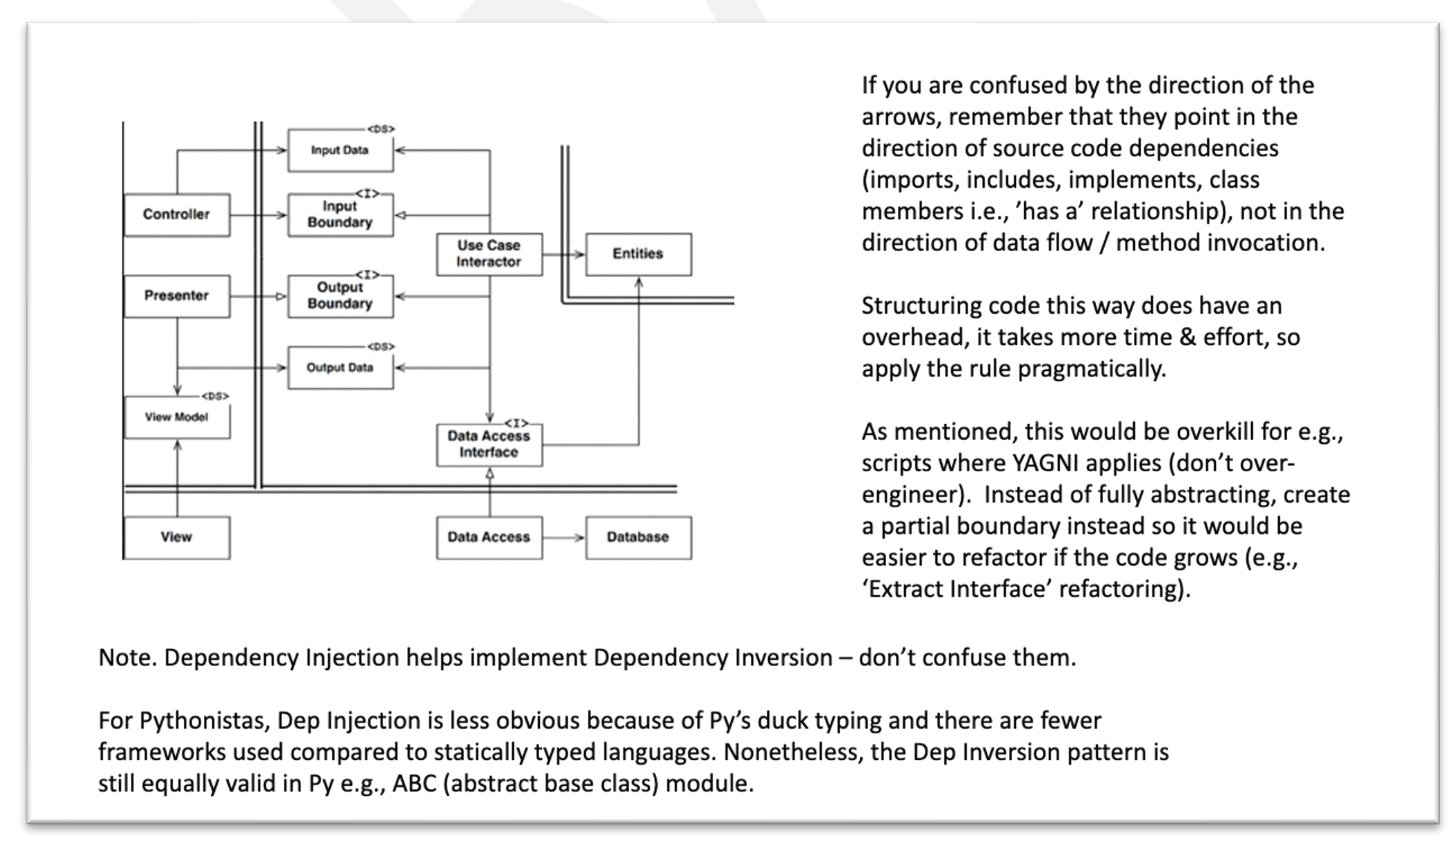 <DS>
Input Data
<I>
Input
Boundary
Controller
Use Case
Interactor
Entities
<I>
Output
Boundary
Presenter
<DS>
Output Data
<DS>
View Model
<I>
Data Access
Interface
View
Data Access
Database
If you are confused by the direction of the
arrows, remember that they point in the
direction of source code dependencies
(imports, includes, implements, class
members i.e., ’has a’ relationship), not in the
direction of data flow / method invocation.
Structuring code this way does have an
overhead, it takes more time & effort, so
apply the rule pragmatically.
As mentioned, this would be overkill for e.g.,
scripts where YAGNI applies (don’t over-
engineer).  Instead of fully abstracting, create
a partial boundary instead so it would be
easier to refactor if the code grows (e.g.,
‘Extract Interface’ refactoring).
Note. Dependency Injection helps implement Dependency Inversion – don’t confuse them.
For Pythonistas, Dep Injection is less obvious because of Py’s duck typing and there are fewer
frameworks used compared to statically typed languages. Nonetheless, the Dep Inversion pattern is
still equally valid in Py e.g., ABC (abstract base class) module.